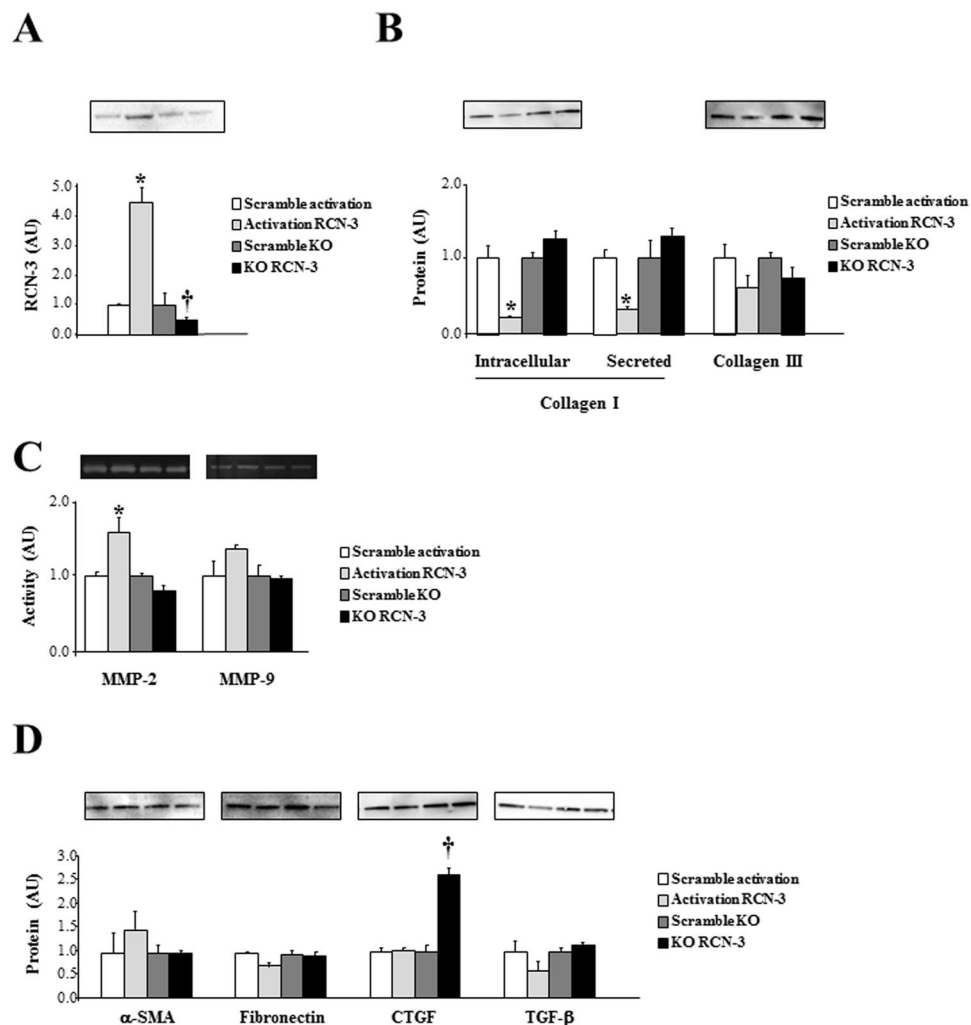 A
B
5.0
4.0
3.0
2.0
1.0
0.0
RCN-3 (AU)
*
†
Scramble activation
Activation RCN-3
Scramble KO
KO RCN-3
2.0
1.0
0.0
Protein (AU)
*
*
Scramble activation
Activation RCN-3
Scramble KO
KO RCN-3
Intracellular Secreted Collagen III
Collagen I
C
2.0
1.0
0.0
Activity (AU)
*
Scramble activation
Activation RCN-3
Scramble KO
KO RCN-3
MMP-2 MMP-9
D
3.0
2.5
2.0
1.5
1.0
0.5
0.0
Protein (AU)
†
Scramble activation
Activation RCN-3
Scramble KO
KO RCN-3
α-SMA Fibronectin CTGF TGF-β